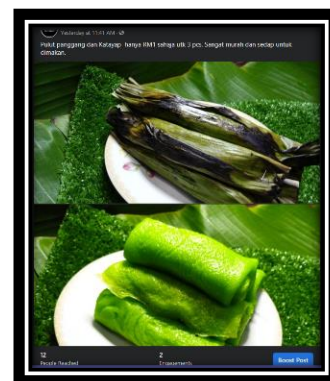 Yesterday at 11:41 AM
Pulut panggang dan Katayap hanya RM1 sahaja utk 3 pcs. Sangat murah dan sedap untuk
dimakan.
12
People Reached
2
Engagements
Boost Post